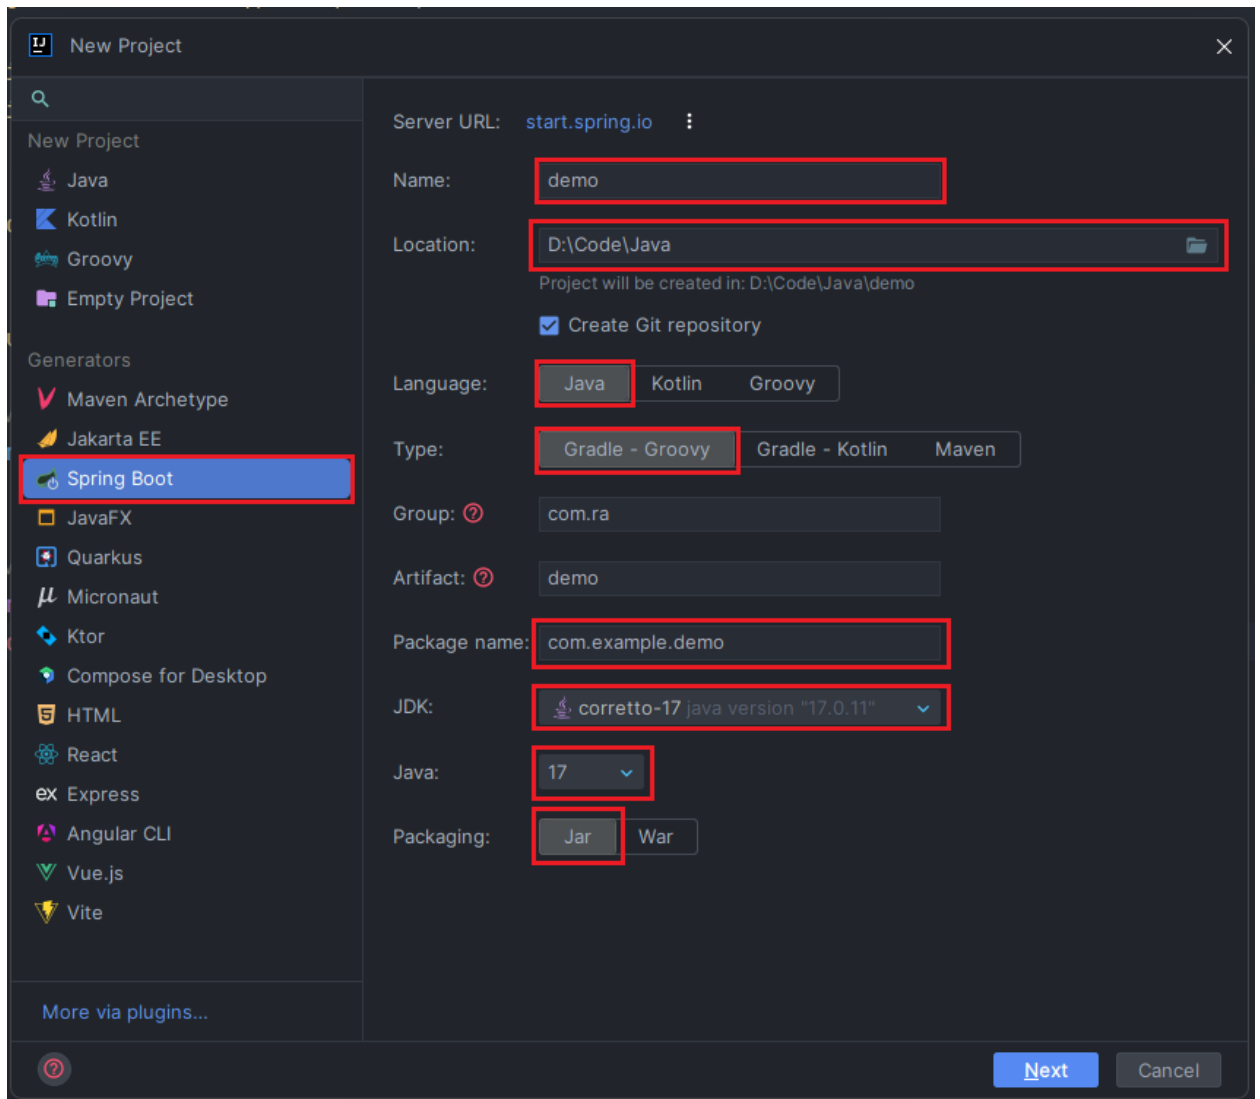 New Project
New Project
Java
Kotlin
Groovy
Empty Project
Generators
Maven Archetype
Jakarta EE
Spring Boot
JavaFX
Quarkus
Micronaut
Ktor
Compose for Desktop
HTML
React
ex Express
Angular CLI
Vue.js
Vite
More via plugins...
Server URL: start.spring.io
Name: demo
Location: D:\Code\Java
Project will be created in: D:\Code\Java\demo
Create Git repository
Language: Java Kotlin Groovy
Type: Gradle - Groovy Gradle - Kotlin Maven
Group: com.ra
Artifact: demo
Package name: com.example.demo
JDK: corretto-17 java version "17.0.11"
Java: 17
Packaging: Jar War
Next Cancel